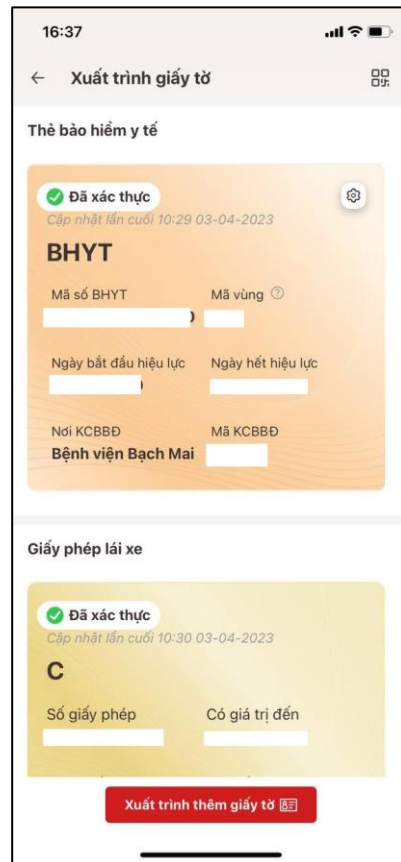 16:37
Xuất trình giấy tờ
Thẻ bảo hiểm y tế
Đã xác thực
Cập nhật lần cuối 10:29 03-04-2023
BHYT
Mã số BHYT Mã vùng
Ngày bắt đầu hiệu lực Ngày hết hiệu lực
Nơi KCBBĐ Mã KCBBĐ
Bệnh viện Bạch Mai
Giấy phép lái xe
Đã xác thực
Cập nhật lần cuối 10:30 03-04-2023
C
Số giấy phép Có giá trị đến
Xuất trình thêm giấy tờ